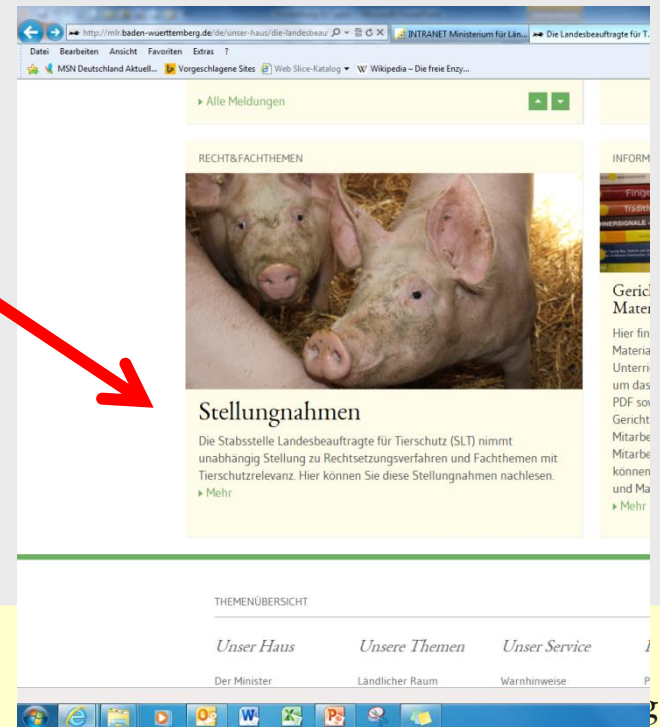 http://mlr.baden-wuerttemberg.de/de/unser-haus/die-landesbeau
INTRANET Ministerium für Län...
Die Landesbeauftragte für T...
Datei Bearbeiten Ansicht Favoriten Extras ?
MSN Deutschland Aktuell... Vorgeschlagene Sites Web Slice-Katalog W Wikipedia – Die freie Enzy...
Alle Meldungen
RECHT&FACHTHEMEN
Stellungnahmen
Die Stabsstelle Landesbeauftragte für Tierschutz (SLT) nimmt
unabhängig Stellung zu Rechtsetzungsverfahren und Fachthemen mit
Tierschutzrelevanz. Hier können Sie diese Stellungnahmen nachlesen.
Mehr
INFORM
Geric
Mater
Hier fin
Materia
Unterri
um das
PDF sov
Gericht
Mitarbe
Mitarbe
können
und Ma
Mehr
THEMENÜBERSICHT
Unser Haus Unsere Themen Unser Service
Der Minister Ländlicher Raum Warnhinweise
g